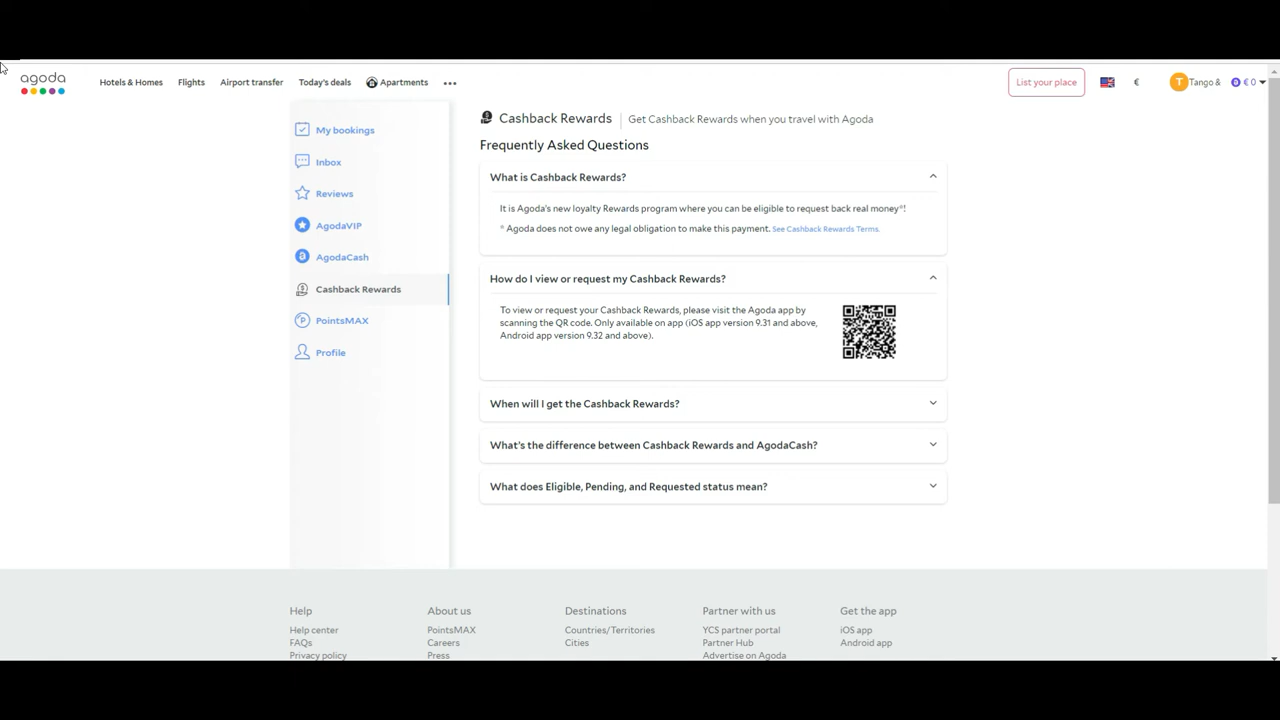 agoda
Hotels & Homes
Flights
Airport transfer
Today's deals
Apartments
List your place
€
T
Tango &
€ 0
My bookings
Inbox
Reviews
AgodaVIP
AgodaCash
Cashback Rewards
PointsMAX
Profile
Cashback Rewards
Get Cashback Rewards when you travel with Agoda
Frequently Asked Questions
What is Cashback Rewards?
It is Agoda's new loyalty Rewards program where you can be eligible to request back real money*!
* Agoda does not owe any legal obligation to make this payment. See Cashback Rewards Terms.
How do I view or request my Cashback Rewards?
To view or request your Cashback Rewards, please visit the Agoda app by
scanning the QR code. Only available on app (iOS app version 9.31 and above,
Android app version 9.32 and above).
When will I get the Cashback Rewards?
What's the difference between Cashback Rewards and AgodaCash?
What does Eligible, Pending, and Requested status mean?
Help
Help center
FAQs
Privacy policy
About us
PointsMAX
Careers
Press
Destinations
Countries/Territories
Cities
Partner with us
YCS partner portal
Partner Hub
Advertise on Agoda
Get the app
iOS app
Android app